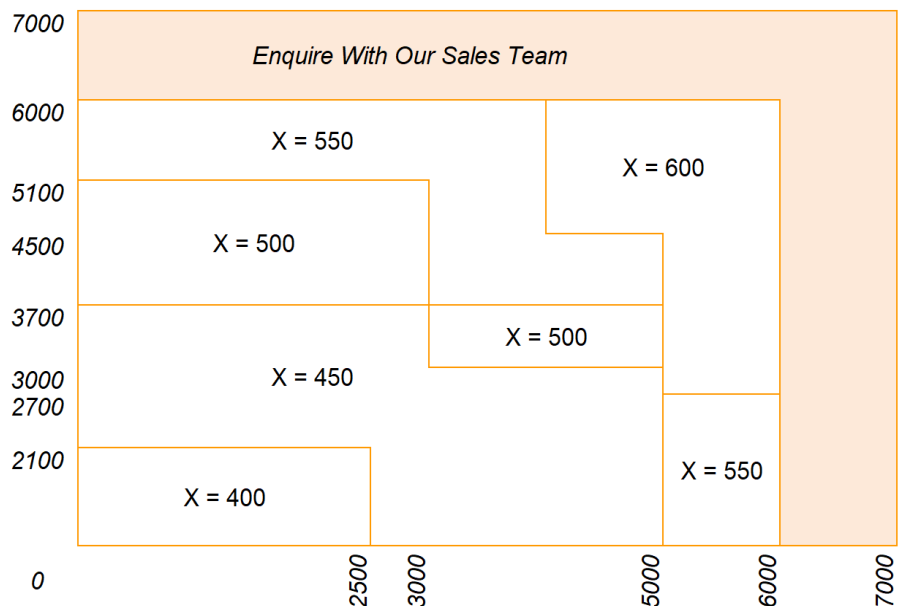 7000
Enquire With Our Sales Team
6000
X = 550
X = 600
5100
X = 500
4500
3700
X = 500
3000
X = 450
2700
2100
X = 550
X = 400
0
2500
3000
5000
6000
7000